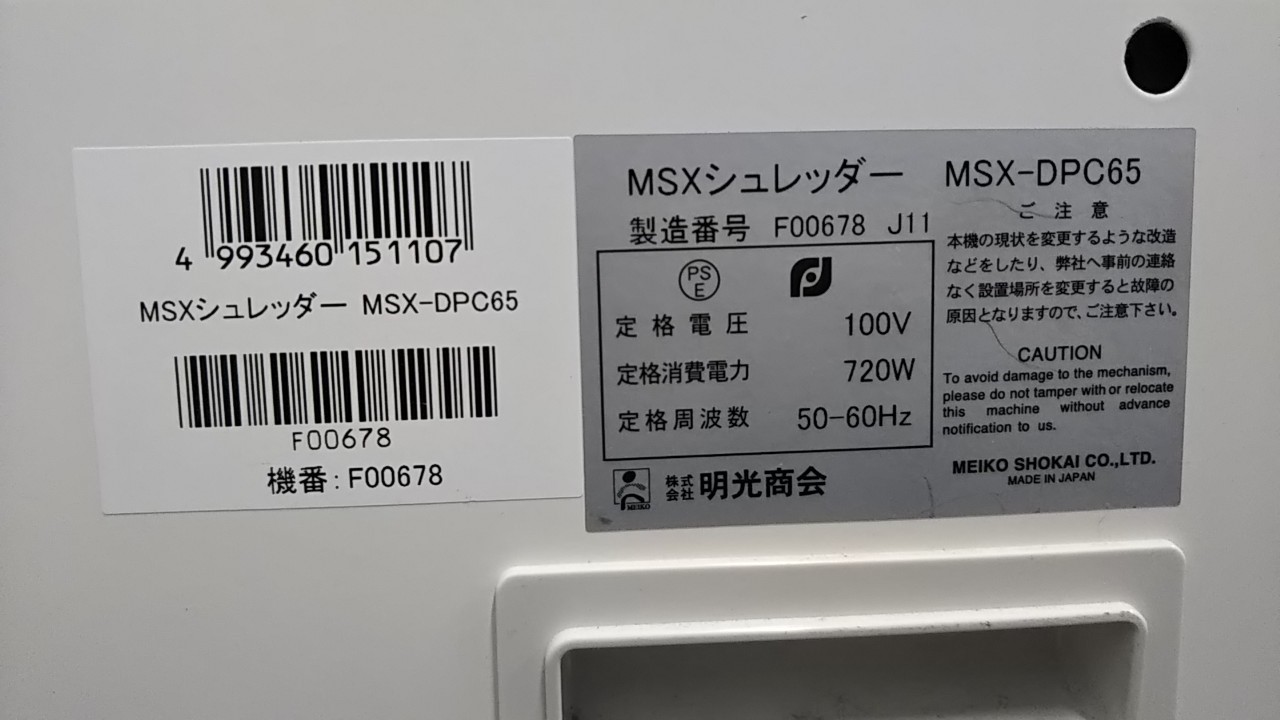 4 993460 151107
MSXシュレッダー MSX-DPC65
F00678
機番: F00678
MSXシュレッダー MSX-DPC65
製造番号 F00678 J11
PS
E
定格電圧 100V
定格消費電力 720W
定格周波数 50-60Hz
MEIKO
株式会社 明光商会
ご注意
本機の現状を変更するような改造
などをしたり、弊社へ事前の連絡
なく設置場所を変更すると故障の
原因となりますので、ご注意下さい。
CAUTION
To avoid damage to the mechanism,
please do not tamper with or relocate
this machine without advance
notification to us.
MEIKO SHOKAI CO.,LTD.
MADE IN JAPAN